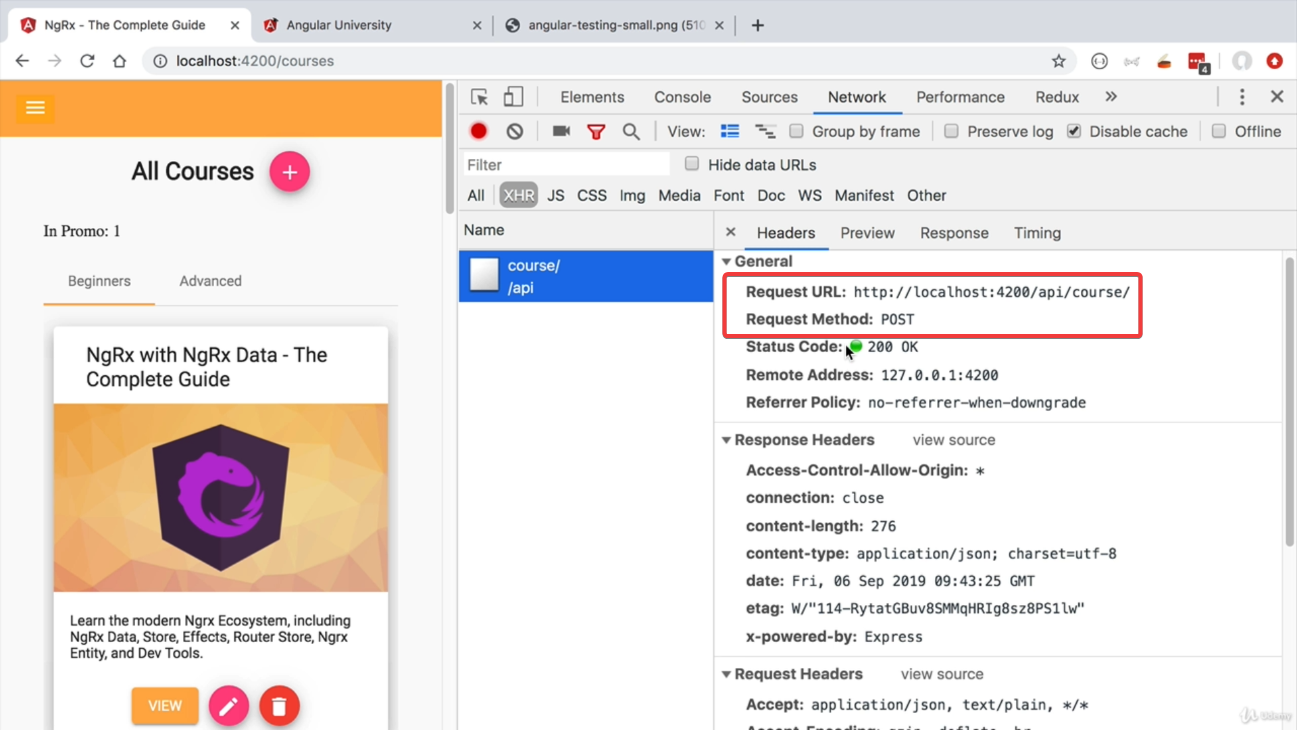 NgRx - The Complete Guide
Angular University
angular-testing-small.png (510
localhost:4200/courses
4
Elements Console Sources Network Performance Redux
View: Group by frame Preserve log Disable cache Offline
Filter Hide data URLs
All XHR JS CSS Img Media Font Doc WS Manifest Other
All Courses +
In Promo: 1
Beginners Advanced
NgRx with NgRx Data - The
Complete Guide
Learn the modern Ngrx Ecosystem, including
NgRx Data, Store, Effects, Router Store, Ngrx
Entity, and Dev Tools.
VIEW
Name
course/
/api
Headers Preview Response Timing
General
Request URL: http://localhost:4200/api/course/
Request Method: POST
Status Code: 200 OK
Remote Address: 127.0.0.1:4200
Referrer Policy: no-referrer-when-downgrade
Response Headers view source
Access-Control-Allow-Origin: *
connection: close
content-length: 276
content-type: application/json; charset=utf-8
date: Fri, 06 Sep 2019 09:43:25 GMT
etag: W/"114-RytatGBuv8SMMqHRIg8sz8PS1lw"
x-powered-by: Express
Request Headers view source
Accept: application/json, text/plain, */*
Accept-Encoding: gzip, deflate, br
Udemy